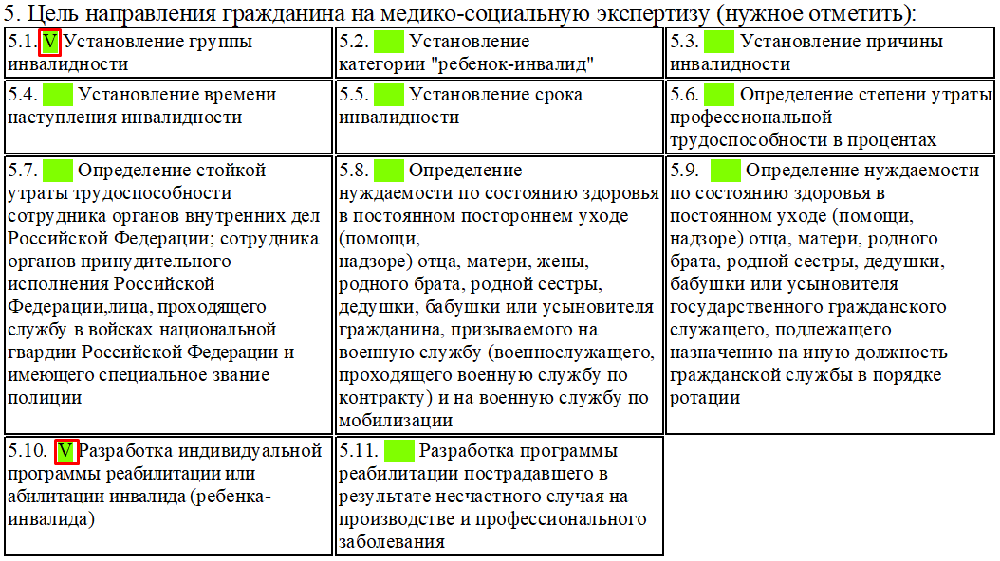 5. Цель направления гражданина на медико-социальную экспертизу (нужное отметить):
5.1. V Установление группы
инвалидности
5.2. Установление
категории "ребенок-инвалид"
5.3. Установление причины
инвалидности
5.4. Установление времени
наступления инвалидности
5.5. Установление срока
инвалидности
5.6. Определение степени утраты
профессиональной
трудоспособности в процентах
5.7. Определение стойкой
утраты трудоспособности
сотрудника органов внутренних дел
Российской Федерации; сотрудника
органов принудительного
исполнения Российской
Федерации,лица, проходящего
службу в войсках национальной
гвардии Российской Федерации и
имеющего специальное звание
полиции
5.8. Определение
нуждаемости по состоянию здоровья
в постоянном постороннем уходе
(помощи,
надзоре) отца, матери, жены,
родного брата, родной сестры,
дедушки, бабушки или усыновителя
гражданина, призываемого на
военную службу (военнослужащего,
проходящего военную службу по
контракту) и на военную службу по
мобилизации
5.9. Определение нуждаемости
по состоянию здоровья в
постоянном уходе (помощи,
надзоре) отца, матери, родного
брата, родной сестры, дедушки,
бабушки или усыновителя
государственного гражданского
служащего, подлежащего
назначению на иную должность
гражданской службы в порядке
ротации
5.10. V Разработка индивидуальной
программы реабилитации или
абилитации инвалида (ребенка-
инвалида)
5.11. Разработка программы
реабилитации пострадавшего в
результате несчастного случая на
производстве и профессионального
заболевания